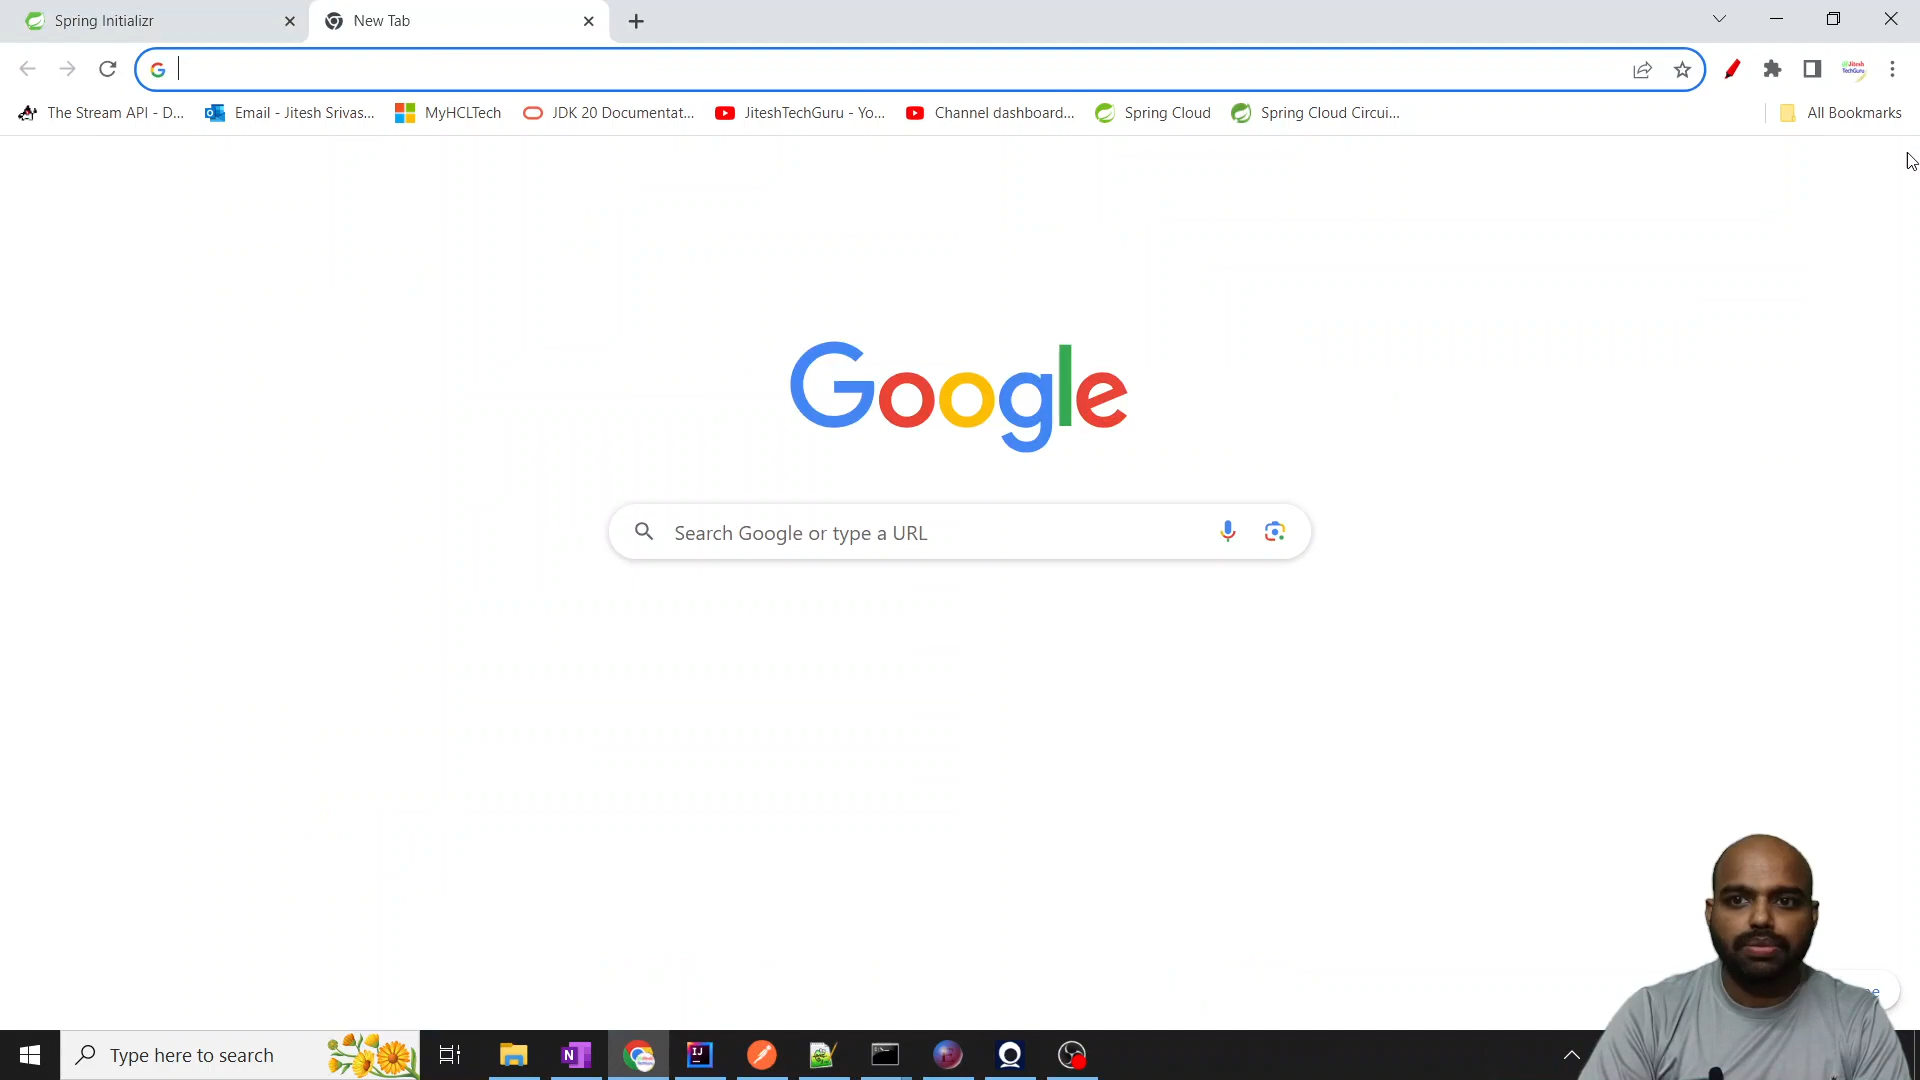 Spring Initializr
New Tab
The Stream API - D...
Email - Jitesh Srivas...
MyHCLTech
JDK 20 Documentat...
JiteshTechGuru - Yo...
Channel dashboard...
Spring Cloud
Spring Cloud Circui...
All Bookmarks
Google
Search Google or type a URL
Type here to search